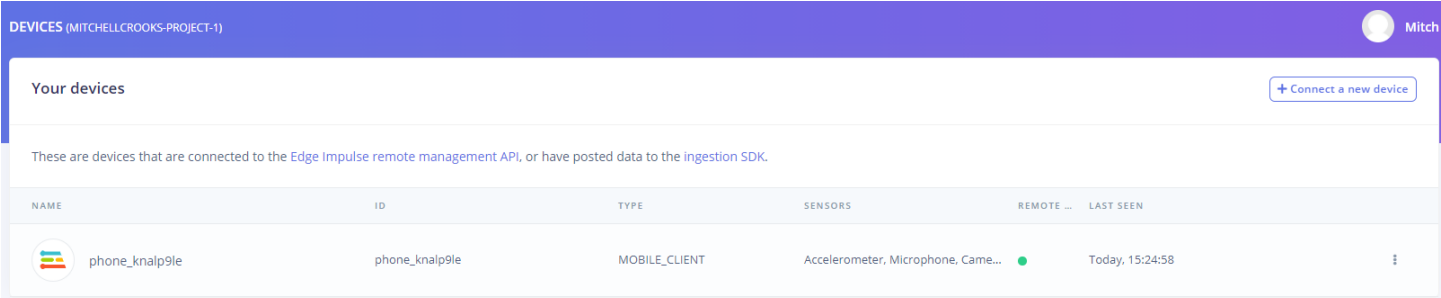 DEVICES (MITCHELLCROOKS-PROJECT-1)
Mitch
Your devices
+ Connect a new device
These are devices that are connected to the Edge Impulse remote management API, or have posted data to the ingestion SDK.
NAME ID TYPE SENSORS REMOTE ... LAST SEEN
phone_knalp9le phone_knalp9le MOBILE_CLIENT Accelerometer, Microphone, Came... Today, 15:24:58